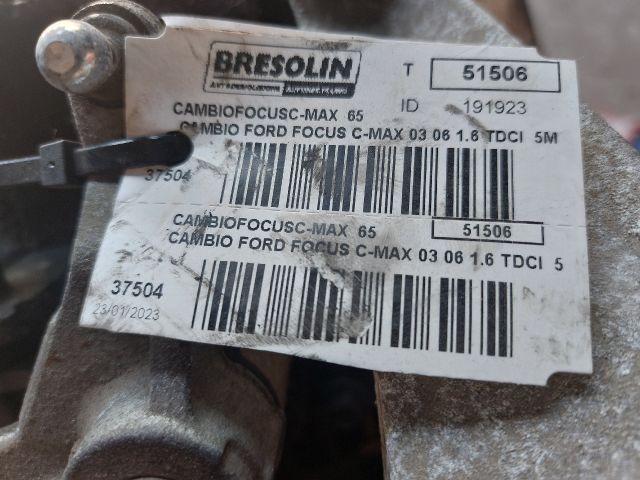 BRESOLIN
AUTODEMOLIZIONE
T 51506
CAMBIOFOCUSC-MAX 65
ID 191923
CAMBIO FORD FOCUS C-MAX 03 06 1.6 TDCI 5M
37504
CAMBIOFOCUSC-MAX 65
51506
CAMBIO FORD FOCUS C-MAX 03 06 1.6 TDCI 5
37504
23/01/2023